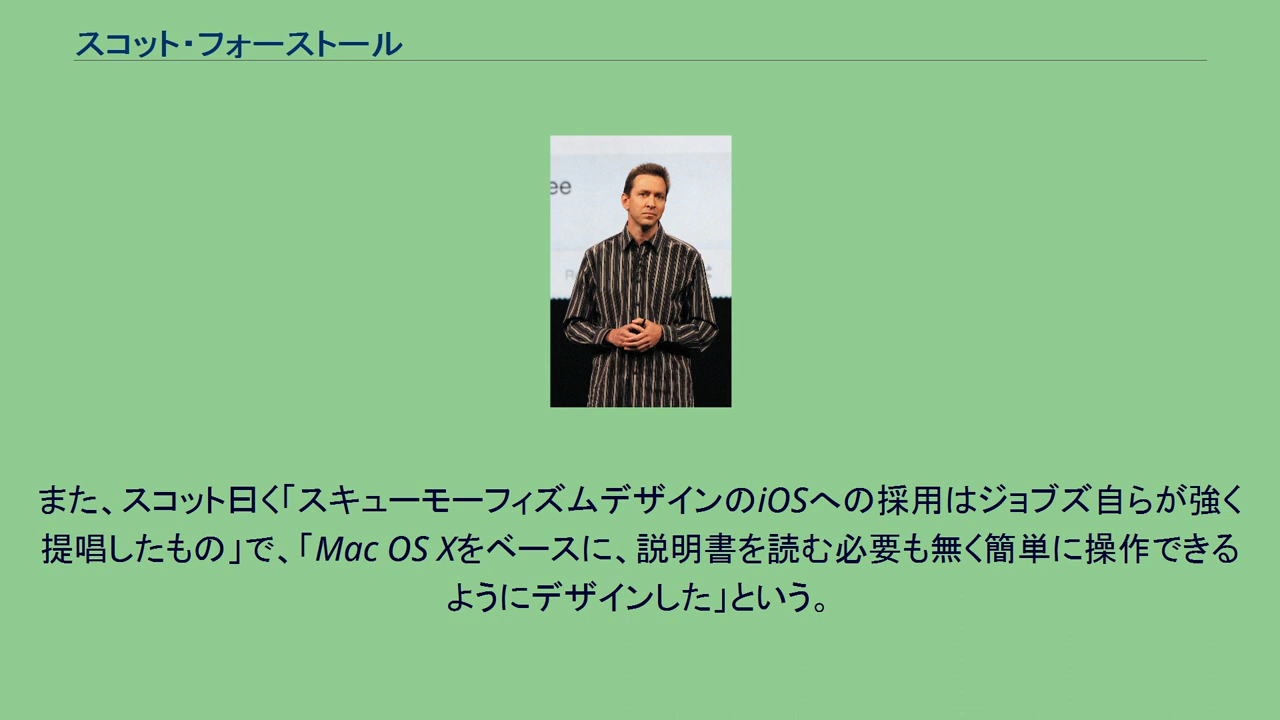 スコット・フォーストール
ee
また、スコット曰く「スキューモーフィズムデザインのiOSへの採用はジョブズ自らが強く
提唱したもの」で、「Mac OS Xをベースに、説明書を読む必要も無く簡単に操作できる
ようにデザインした」という。